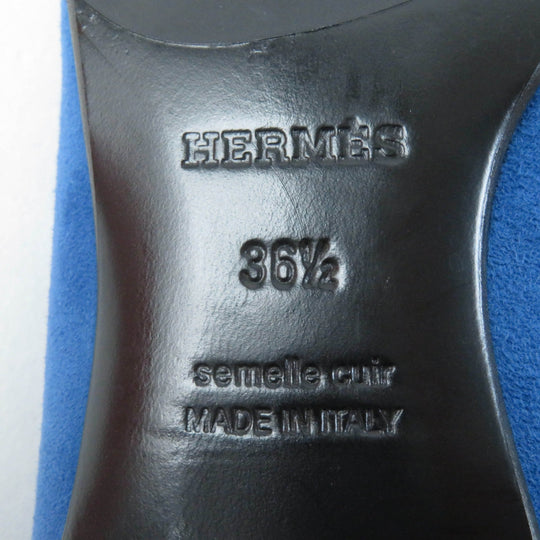 HERMÈS
36½
semelle cuir
MADE IN ITALY